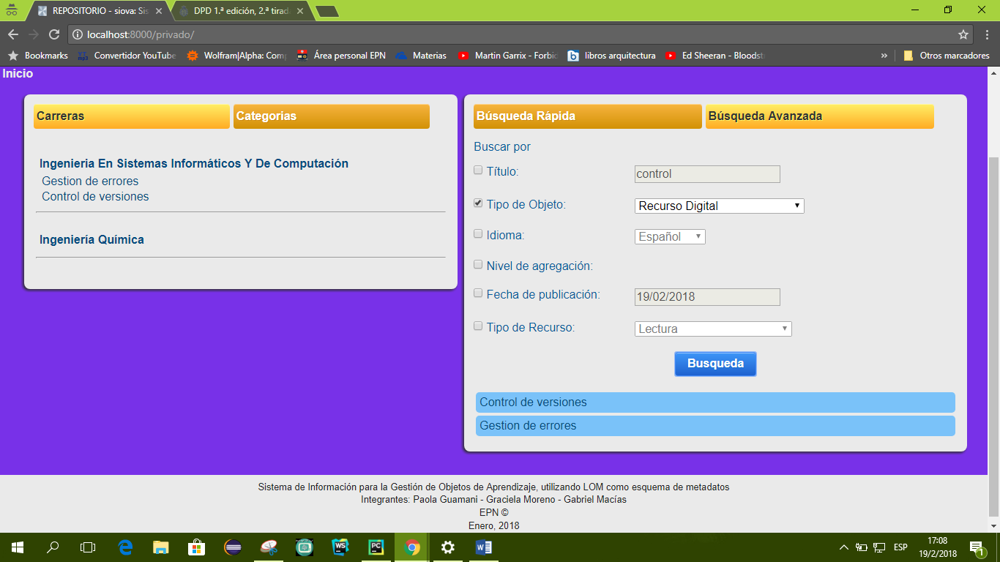 REPOSITORIO - siova: Sis
DPD 1.ª edición, 2.ª tirada
localhost:8000/privado/
Bookmarks
Convertidor YouTube
Wolfram|Alpha: Com
Área personal EPN
Materias
Martin Garrix - Forbid
libros arquitectura
Ed Sheeran - Bloodst
»
Otros marcadores
Inicio
Carreras
Categorias
Ingenieria En Sistemas Informáticos Y De Computación
Gestion de errores
Control de versiones
Ingeniería Química
Búsqueda Rápida
Búsqueda Avanzada
Buscar por
Título:
control
Tipo de Objeto:
Recurso Digital
Idioma:
Español
Nivel de agregación:
Fecha de publicación:
19/02/2018
Tipo de Recurso:
Lectura
Busqueda
Control de versiones
Gestion de errores
Sistema de Información para la Gestión de Objetos de Aprendizaje, utilizando LOM como esquema de metadatos
Integrantes: Paola Guamani - Graciela Moreno - Gabriel Macías
EPN ©
Enero, 2018
WS
PC
W
ESP
17:08
19/2/2018
1